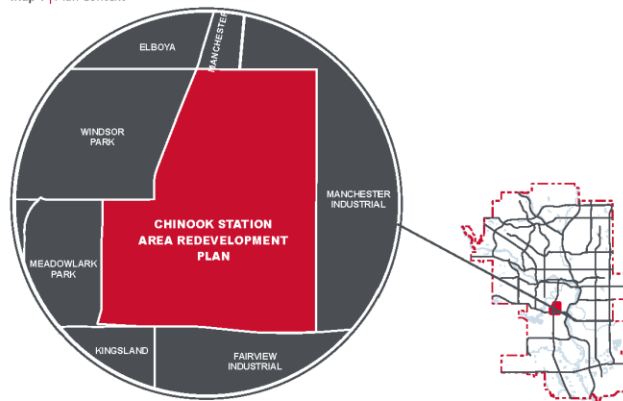 ELBOYA
MANCHESTER
WINDSOR
PARK
MANCHESTER
INDUSTRIAL
CHINOOK STATION
AREA REDEVELOPMENT
PLAN
MEADOWLARK
PARK
KINGSLAND
FAIRVIEW
INDUSTRIAL